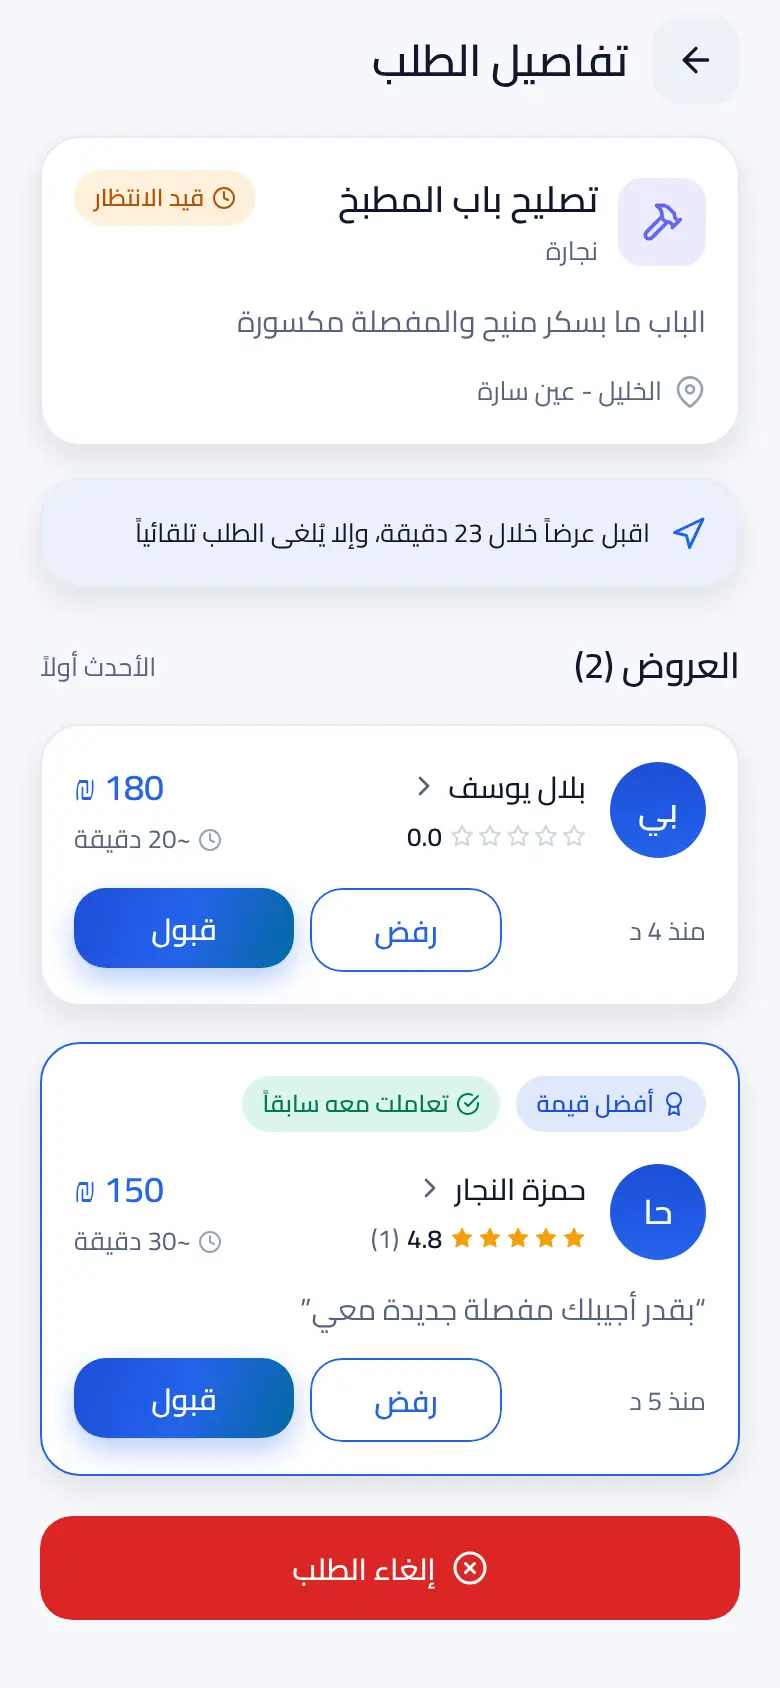 تفاصيل الطلب
تصليح باب المطبخ
قيد الانتظار
نجارة
الباب ما بسكر منيح والمفصلة مكسورة
الخليل - عين سارة
اقبل عرضاً خلال 23 دقيقة، وإلا يُلغى الطلب تلقائياً
العروض (2)
الأحدث أولاً
بي
بلال يوسف
180 ₪
0.0
~20 دقيقة
منذ 4 د
رفض
قبول
أفضل قيمة
تعاملت معه سابقاً
حا
حمزة النجار
150 ₪
4.8 (1)
~30 دقيقة
“بقدر أجيبلك مفصلة جديدة معي”
منذ 5 د
رفض
قبول
إلغاء الطلب